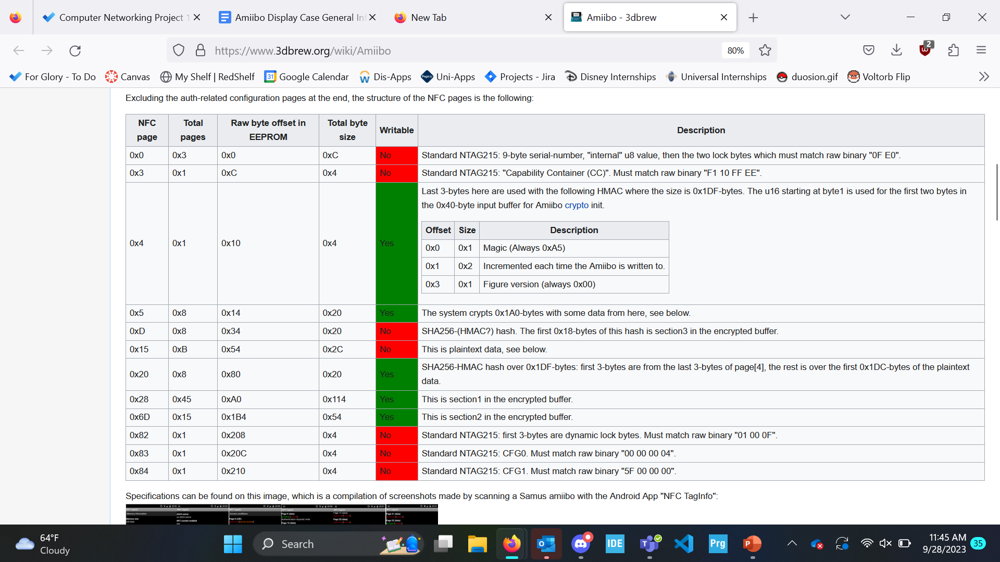 Computer Networking Project 1
Amiibo Display Case General Inf
New Tab
Amiibo - 3dbrew
https://www.3dbrew.org/wiki/Amiibo
80%
2
For Glory - To Do
Canvas
My Shelf | RedShelf
31
Google Calendar
Dis-Apps
Uni-Apps
Projects - Jira
Disney Internships
Universal Internships
duosion.gif
Voltorb Flip
Excluding the auth-related configuration pages at the end, the structure of the NFC pages is the following:
NFC page Total pages Raw byte offset in EEPROM Total byte size Writable Description
0x0 0x3 0x0 0xC No Standard NTAG215: 9-byte serial-number, "internal" u8 value, then the two lock bytes which must match raw binary "0F E0".
0x3 0x1 0xC 0x4 No Standard NTAG215: "Capability Container (CC)". Must match raw binary "F1 10 FF EE".
0x4 0x1 0x10 0x4 Yes
Last 3-bytes here are used with the following HMAC where the size is 0x1DF-bytes. The u16 starting at byte1 is used for the first two bytes in
the 0x40-byte input buffer for Amiibo crypto init.
Offset Size Description
0x0 0x1 Magic (Always 0xA5)
0x1 0x2 Incremented each time the Amiibo is written to.
0x3 0x1 Figure version (always 0x00)
0x5 0x8 0x14 0x20 Yes The system crypts 0x1A0-bytes with some data from here, see below.
0xD 0x8 0x34 0x20 No SHA256-(HMAC?) hash. The first 0x18-bytes of this hash is section3 in the encrypted buffer.
0x15 0xB 0x54 0x2C No This is plaintext data, see below.
0x20 0x8 0x80 0x20 Yes SHA256-HMAC hash over 0x1DF-bytes: first 3-bytes are from the last 3-bytes of page[4], the rest is over the first 0x1DC-bytes of the plaintext
data.
0x28 0x45 0xA0 0x114 Yes This is section1 in the encrypted buffer.
0x6D 0x15 0x1B4 0x54 Yes This is section2 in the encrypted buffer.
0x82 0x1 0x208 0x4 No Standard NTAG215: first 3-bytes are dynamic lock bytes. Must match raw binary "01 00 0F".
0x83 0x1 0x20C 0x4 No Standard NTAG215: CFG0. Must match raw binary "00 00 00 04".
0x84 0x1 0x210 0x4 No Standard NTAG215: CFG1. Must match raw binary "5F 00 00 00".
Specifications can be found on this image, which is a compilation of screenshots made by scanning a Samus amiibo with the Android App "NFC TagInfo":
64°F
Cloudy
Search
IDE
Prg
11:45 AM
9/28/2023
35